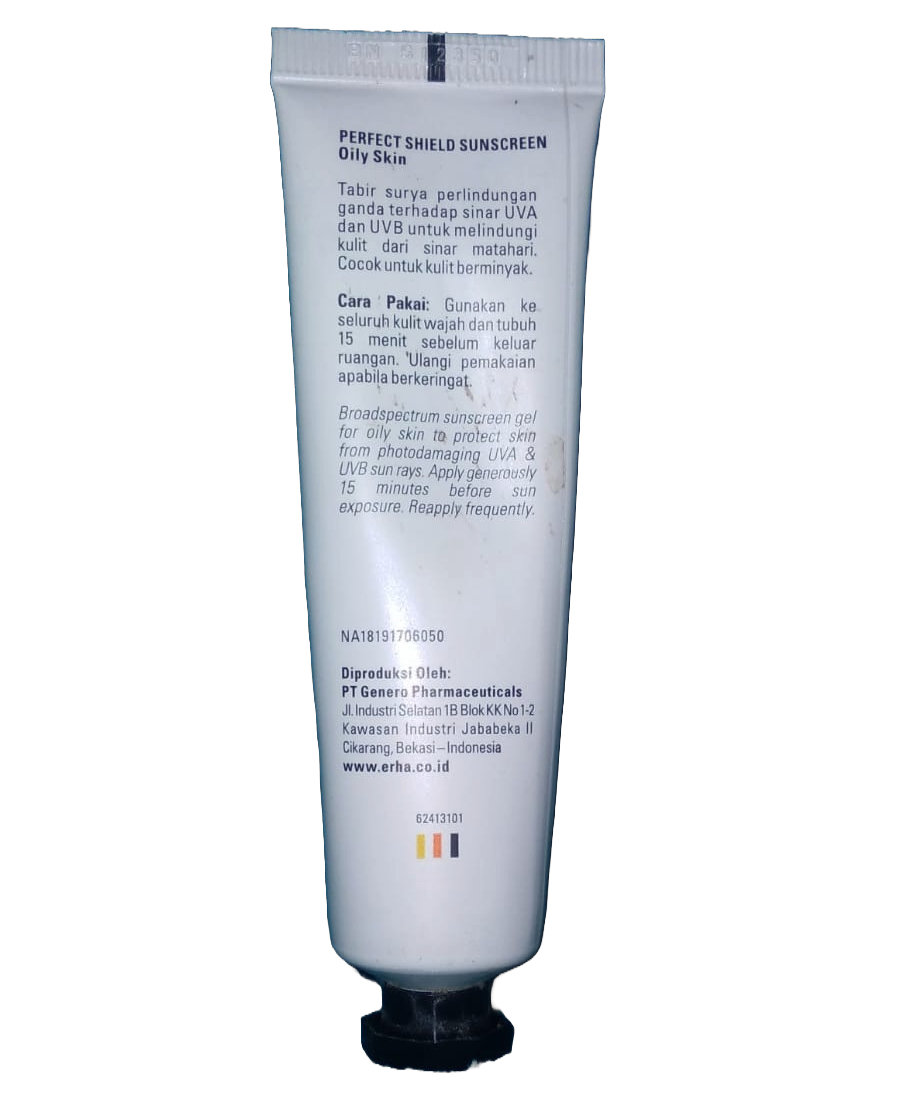 PERFECT SHIELD SUNSCREEN
Oily Skin
Tabir surya perlindungan
ganda terhadap sinar UVA
dan UVB untuk melindungi
kulit dari sinar matahari.
Cocok untuk kulit berminyak.
Cara Pakai: Gunakan ke
seluruh kulit wajah dan tubuh
15 menit sebelum keluar
ruangan. Ulangi pemakaian
apabila berkeringat.
Broadspectrum sunscreen gel
for oily skin to protect skin
from photodamaging UVA &
UVB sun rays. Apply generously
15 minutes before sun
exposure. Reapply frequently.
NA18191706050
Diproduksi Oleh:
PT Genero Pharmaceuticals
Jl. Industri Selatan 1B Blok KK No 1-2
Kawasan Industri Jababeka II
Cikarang, Bekasi – Indonesia
www.erha.co.id
62413101